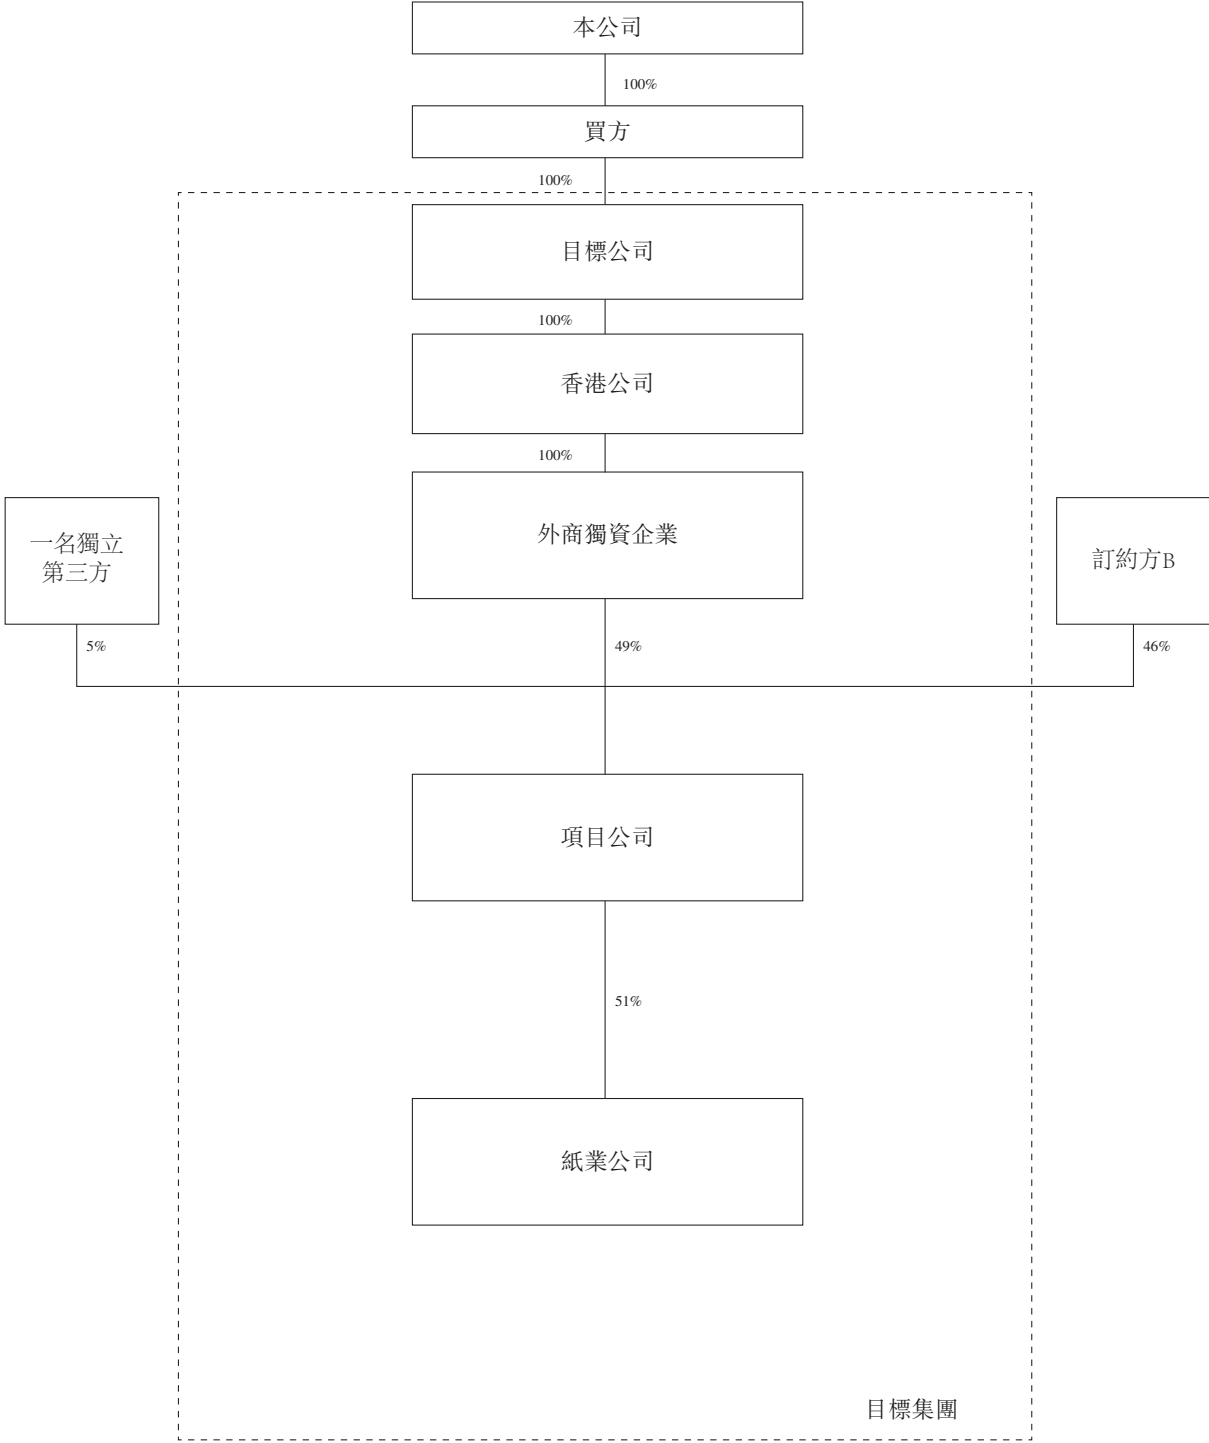 本公司
100%
買方
100%
目標公司
100%
香港公司
100%
外商獨資企業
一名獨立
第三方
訂約方B
5%
49%
46%
項目公司
51%
紙業公司
目標集團